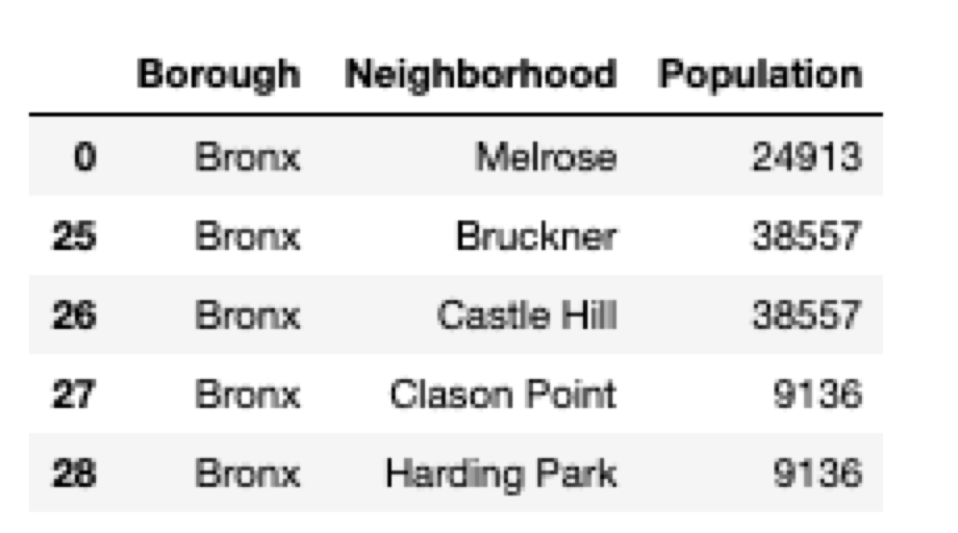 Borough Neighborhood Population
0 Bronx Melrose 24913
25 Bronx Bruckner 38557
26 Bronx Castle Hill 38557
27 Bronx Clason Point 9136
28 Bronx Harding Park 9136